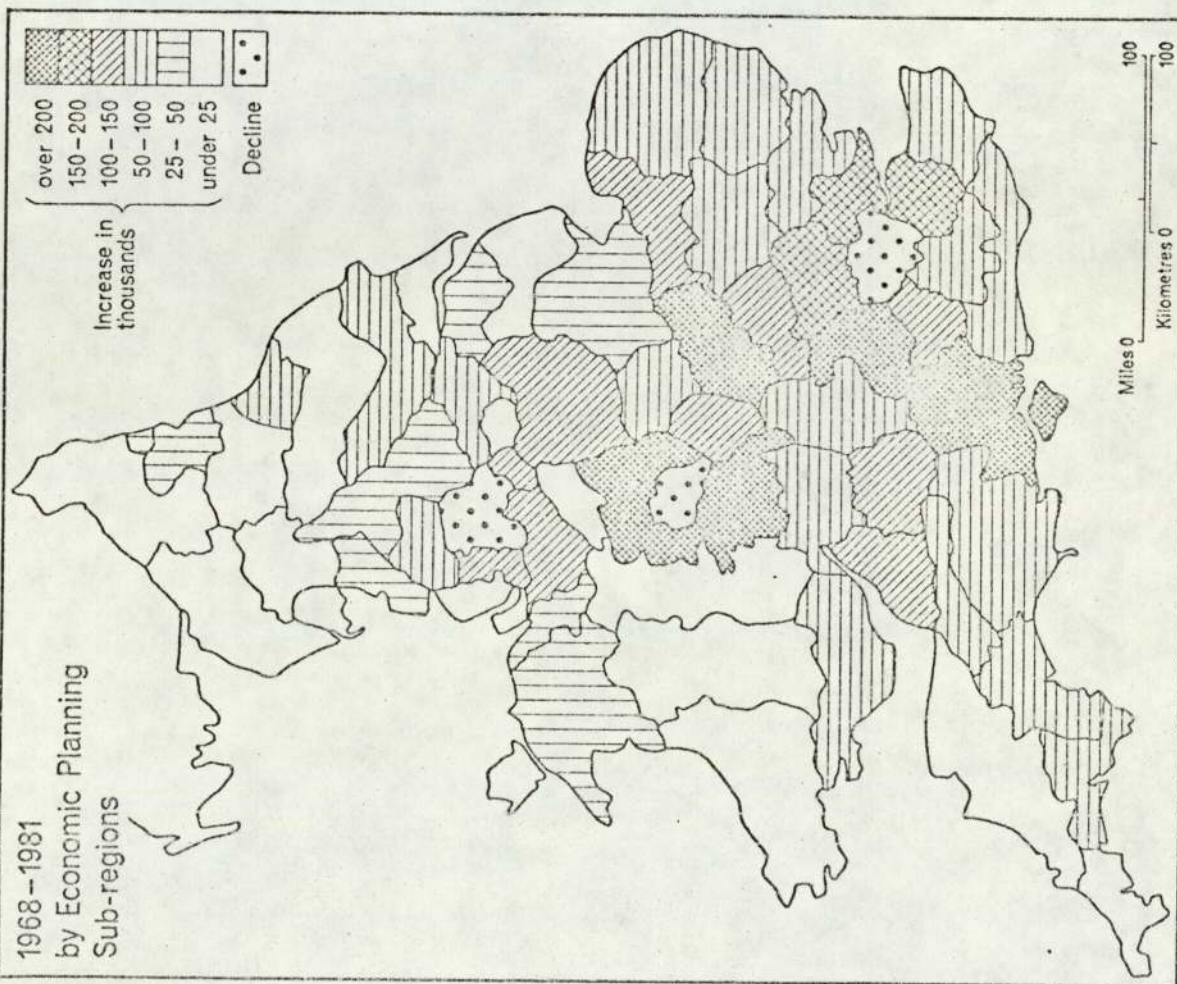 1968–1981
by Economic Planning
Sub-regions
Increase in
thousands
over 200
150–200
100–150
50–100
25– 50
under 25
Decline
Miles 0
100
Kilometres 0
100